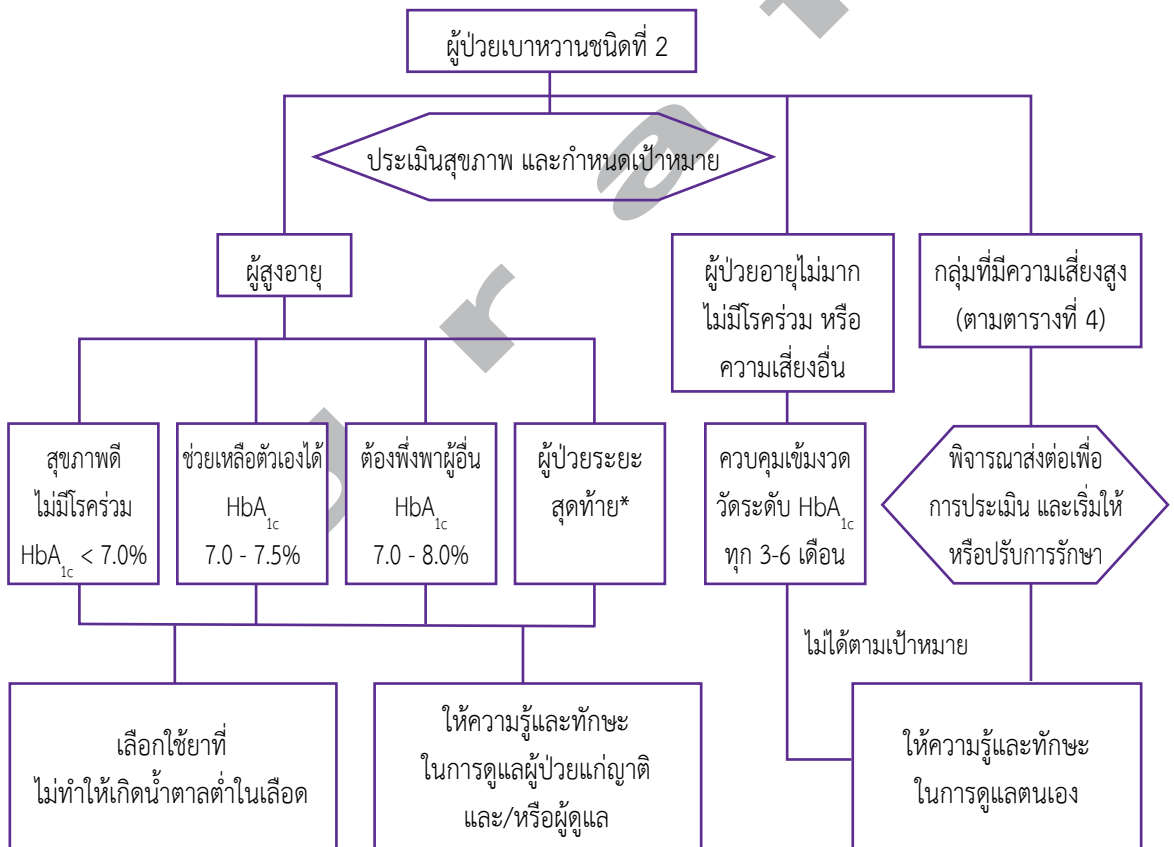 ผู้ป่วยเบาหวานชนิดที่ 2
ประเมินสุขภาพ และกำหนดเป้าหมาย
ผู้สูงอายุ
ผู้ป่วยอายุไม่มาก
ไม่มีโรคร่วม หรือ
ความเสี่ยงอื่น
กลุ่มที่มีความเสี่ยงสูง
(ตามตารางที่ 4)
สุขภาพดี
ไม่มีโรคร่วม
HbA1c < 7.0%
ช่วยเหลือตัวเองได้
HbA1c
7.0 - 7.5%
ต้องพึ่งพาผู้อื่น
HbA1c
7.0 - 8.0%
ผู้ป่วยระยะ
สุดท้าย*
ควบคุมเข้มงวด
วัดระดับ HbA1c
ทุก 3-6 เดือน
พิจารณาส่งต่อเพื่อ
การประเมิน และเริ่มให้
หรือปรับการรักษา
ไม่ได้ตามเป้าหมาย
เลือกใช้ยาที่
ไม่ทำให้เกิดน้ำตาลต่ำในเลือด
ให้ความรู้และทักษะ
ในการดูแลผู้ป่วยแก่ญาติ
และ/หรือผู้ดูแล
ให้ความรู้และทักษะ
ในการดูแลตนเอง